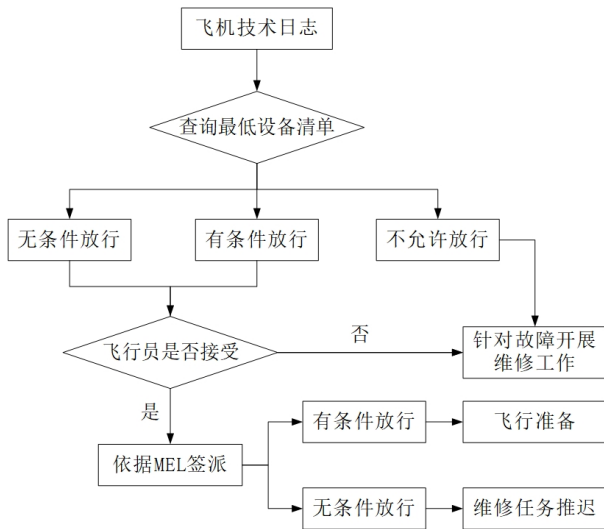 飞机技术日志
查询最低设备清单
无条件放行
有条件放行
不允许放行
飞行员是否接受
否
针对故障开展
维修工作
是
有条件放行
飞行准备
依据MEL签派
无条件放行
维修任务推迟